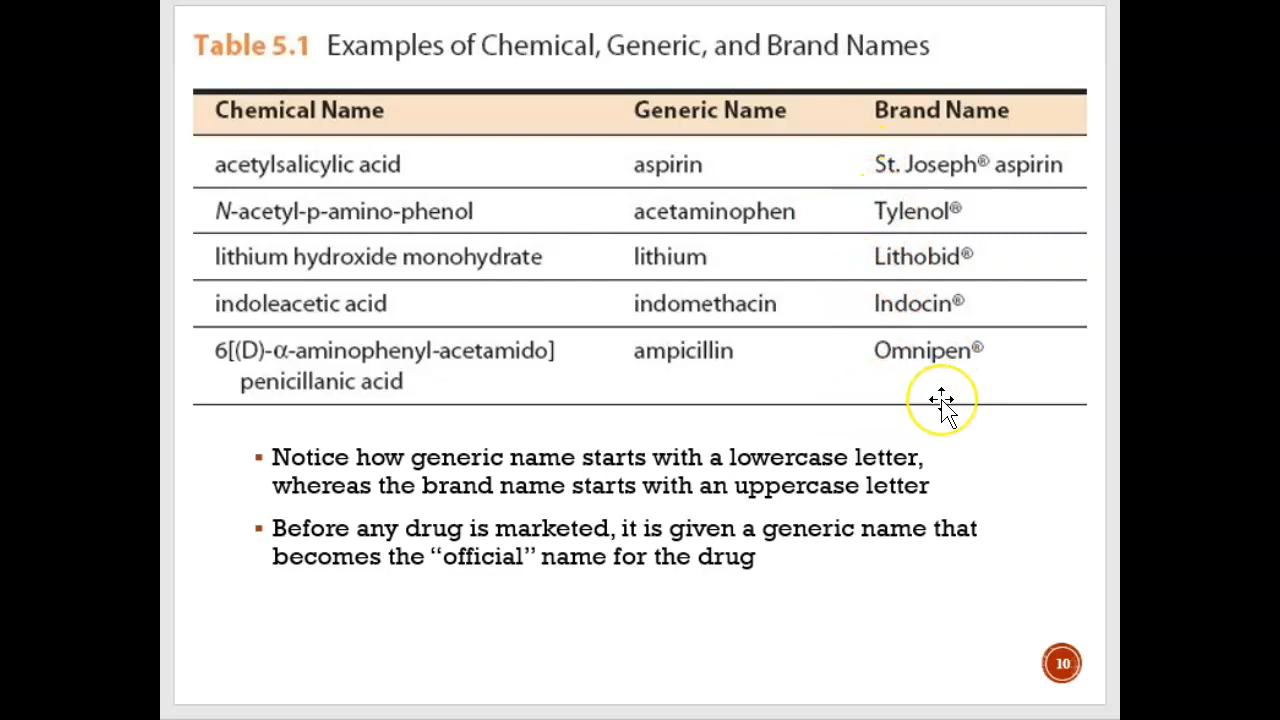 Table 5.1 Examples of Chemical, Generic, and Brand Names
Chemical Name Generic Name Brand Name
acetylsalicylic acid aspirin St. Joseph® aspirin
N-acetyl-p-amino-phenol acetaminophen Tylenol®
lithium hydroxide monohydrate lithium Lithobid®
indoleacetic acid indomethacin Indocin®
6[(D)-α-aminophenyl-acetamido] ampicillin Omnipen®
penicillanic acid
▪ Notice how generic name starts with a lowercase letter,
whereas the brand name starts with an uppercase letter
▪ Before any drug is marketed, it is given a generic name that
becomes the “official” name for the drug
10